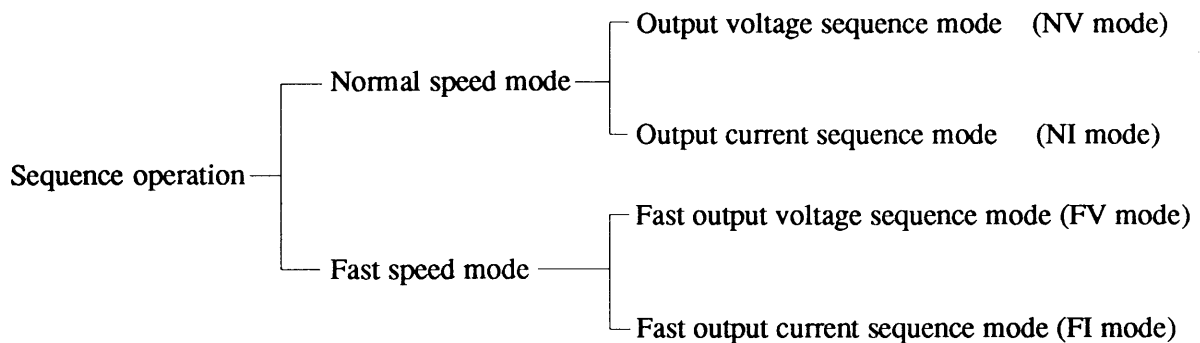 Output voltage sequence mode (NV mode)
Normal speed mode
Output current sequence mode (NI mode)
Sequence operation
Fast output voltage sequence mode (FV mode)
Fast speed mode
Fast output current sequence mode (FI mode)